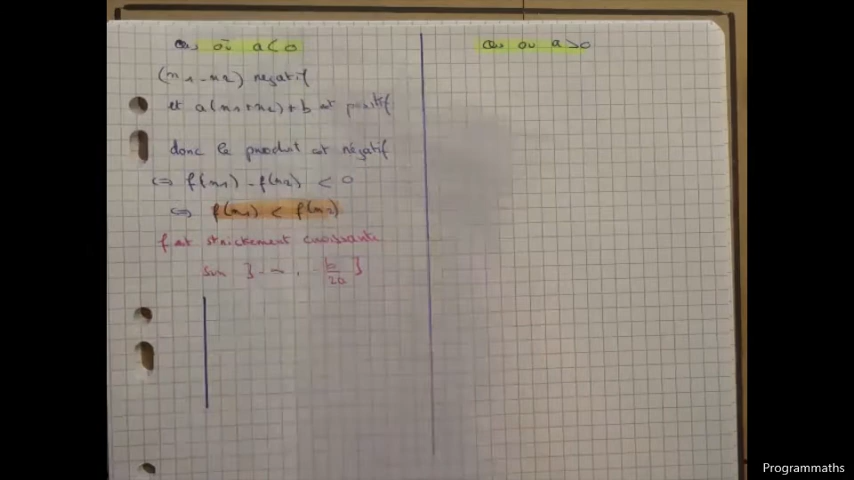 cas où a < 0
(x1 - x2) négatif
et a(x1+x2) + b est positif
donc le produit est négatif
⇔ f(x1) - f(x2) < 0
⇔ f(x1) < f(x2)
f est strictement croissante
sur ]-∞, -b/2a]
cas où a > 0
Programmaths